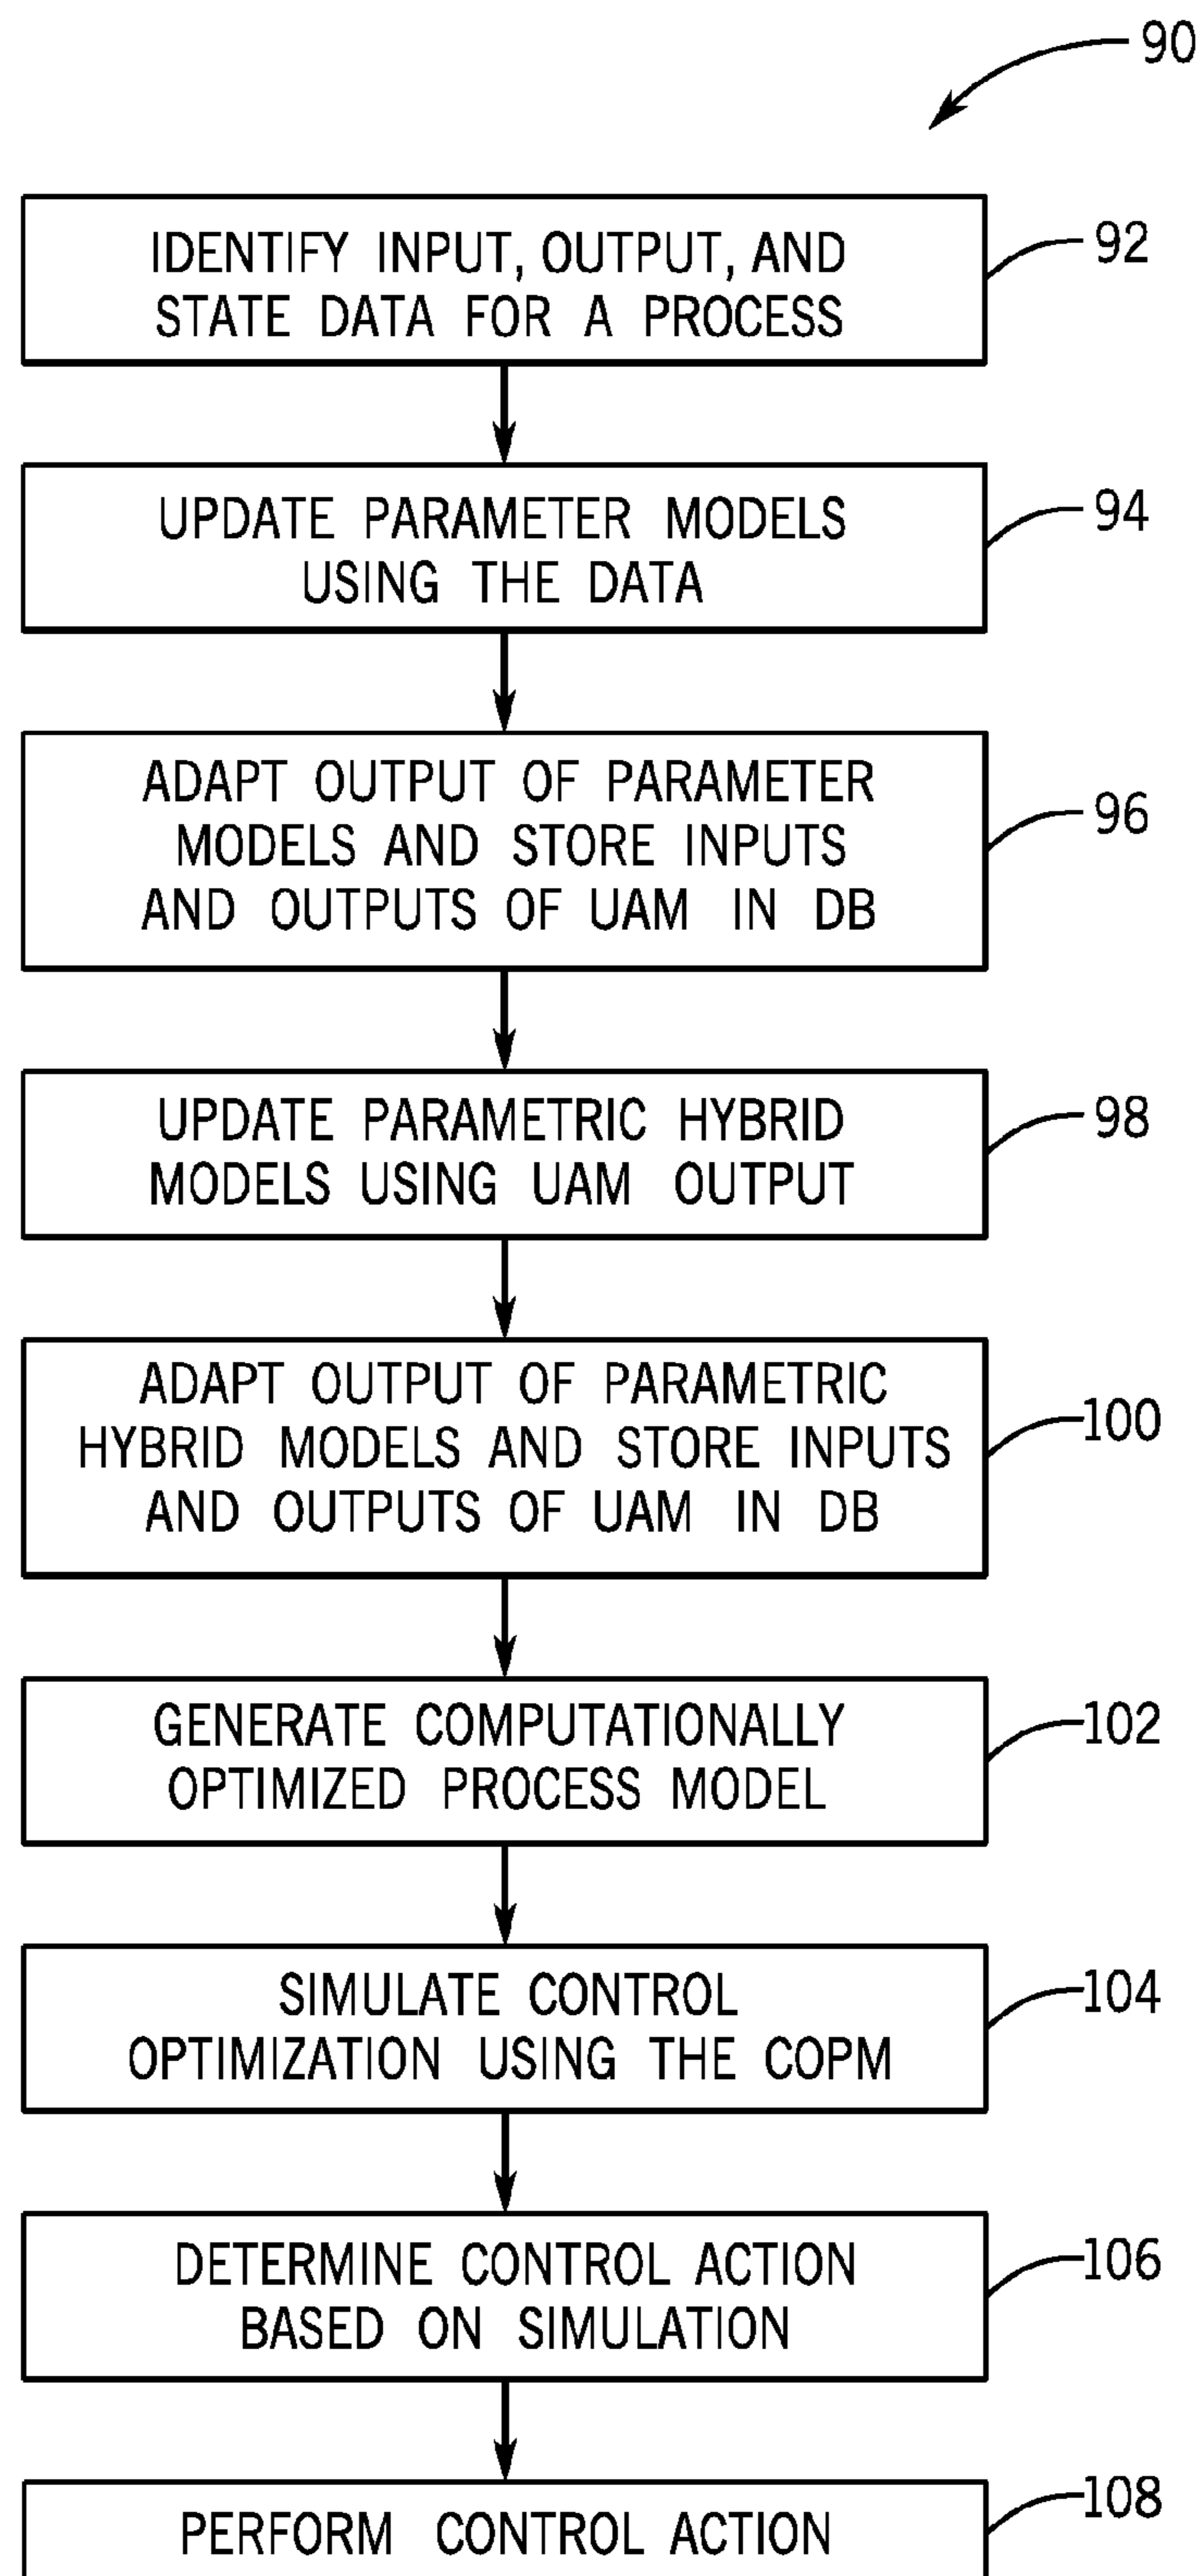 90
IDENTIFY INPUT, OUTPUT, AND
STATE DATA FOR A PROCESS
92
UPDATE PARAMETER MODELS
USING THE DATA
94
ADAPT OUTPUT OF PARAMETER
MODELS AND STORE INPUTS
AND OUTPUTS OF UAM IN DB
96
UPDATE PARAMETRIC HYBRID
MODELS USING UAM OUTPUT
98
ADAPT OUTPUT OF PARAMETRIC
HYBRID MODELS AND STORE INPUTS
AND OUTPUTS OF UAM IN DB
100
GENERATE COMPUTATIONALLY
OPTIMIZED PROCESS MODEL
102
SIMULATE CONTROL
OPTIMIZATION USING THE COPM
104
DETERMINE CONTROL ACTION
BASED ON SIMULATION
106
PERFORM CONTROL ACTION
108